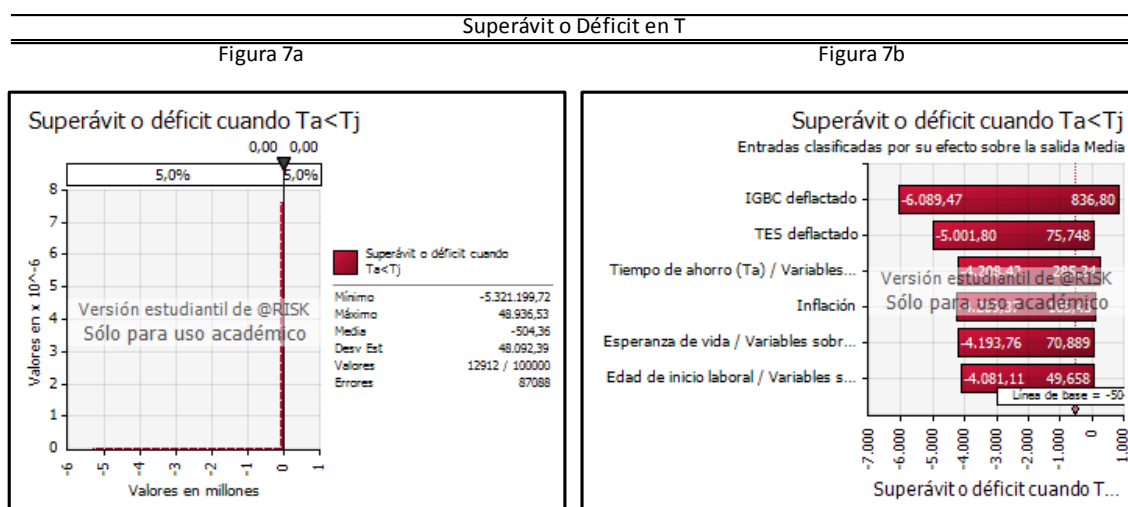 Superávit o Déficit en T
Figura 7a
Figura 7b
Superávit o déficit cuando Ta<Tj
0,00 0,00
5,0% 5,0%
8
7
6
5
4
3
2
1
0
Valores en x 10^-6
-6 -5 -4 -3 -2 -1 0 1
Valores en millones
Versión estudiantil de @RISK
Sólo para uso académico
Superávit o déficit cuando
Ta<Tj
Mínimo -5.321.199,72
Máximo 48.936,53
Media -504,36
Desv Est 48.092,39
Valores 12912 / 100000
Errores 87088
Superávit o déficit cuando Ta<Tj
Entradas clasificadas por su efecto sobre la salida Media
IGBC deflactado -6.089,47 836,80
TES deflactado -5.001,80 75,748
Tiempo de ahorro (Ta) / Variables...
Inflación
Esperanza de vida / Variables sobr... -4.193,76 70,889
Edad de inicio laboral / Variables s... -4.081,11 49,658
Versión estudiantil de @RISK
Sólo para uso académico
Línea de base = -50
-7.000 -6.000 -5.000 -4.000 -3.000 -2.000 -1.000 0 1.000
Superávit o déficit cuando T...